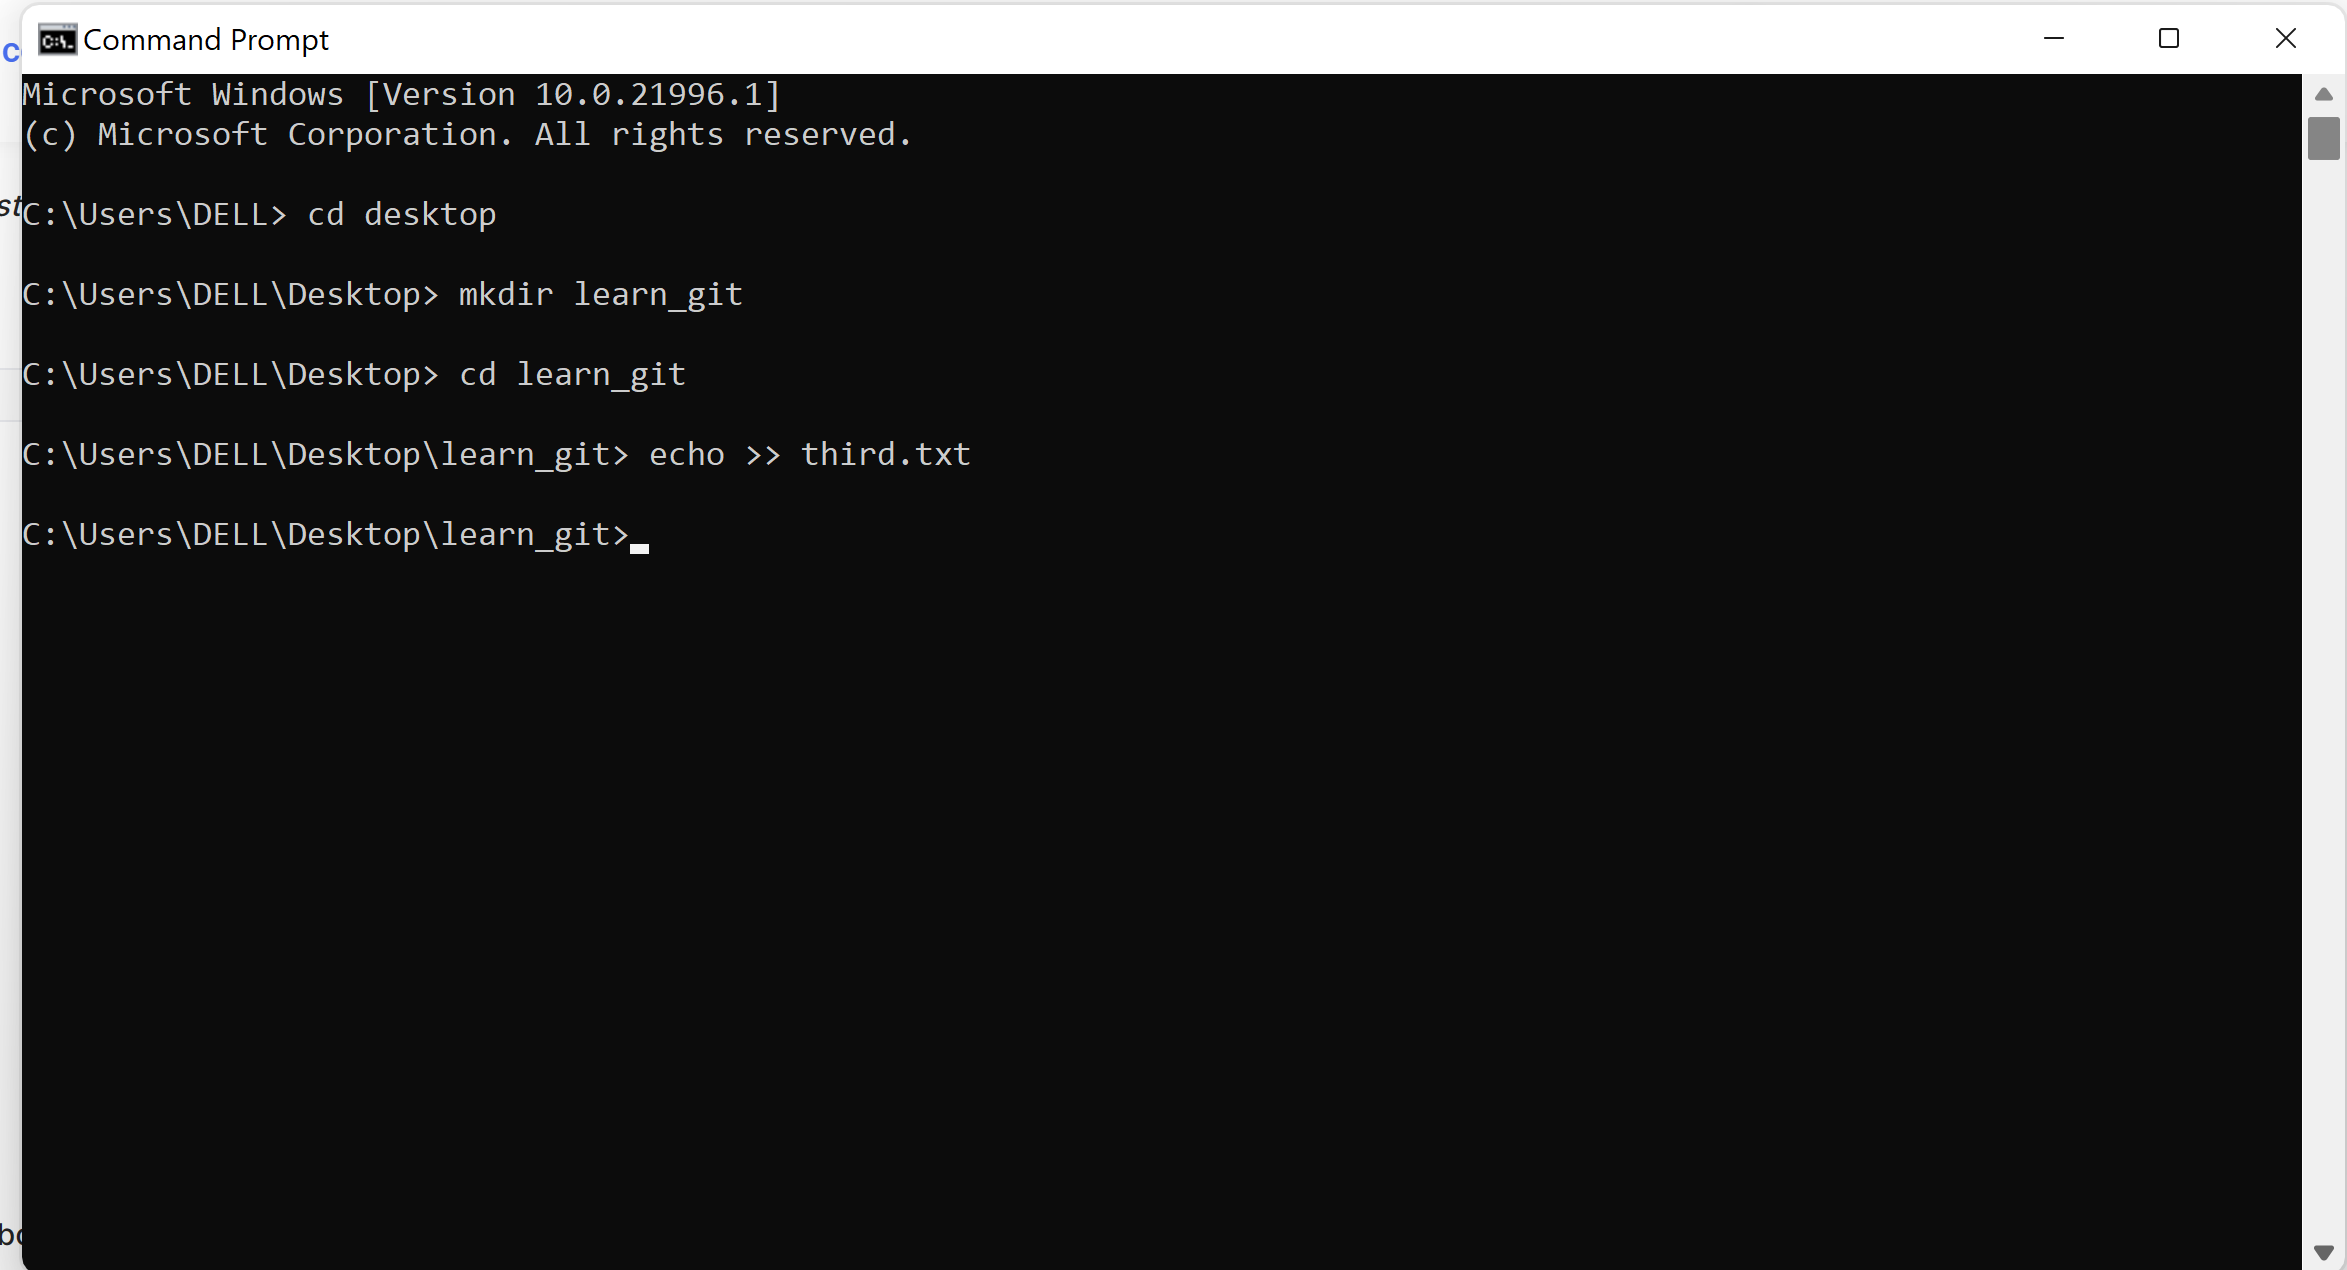 Command Prompt
Microsoft Windows [Version 10.0.21996.1]
(c) Microsoft Corporation. All rights reserved.
C:\Users\DELL> cd desktop
C:\Users\DELL\Desktop> mkdir learn_git
C:\Users\DELL\Desktop> cd learn_git
C:\Users\DELL\Desktop\learn_git> echo >> third.txt
C:\Users\DELL\Desktop\learn_git>